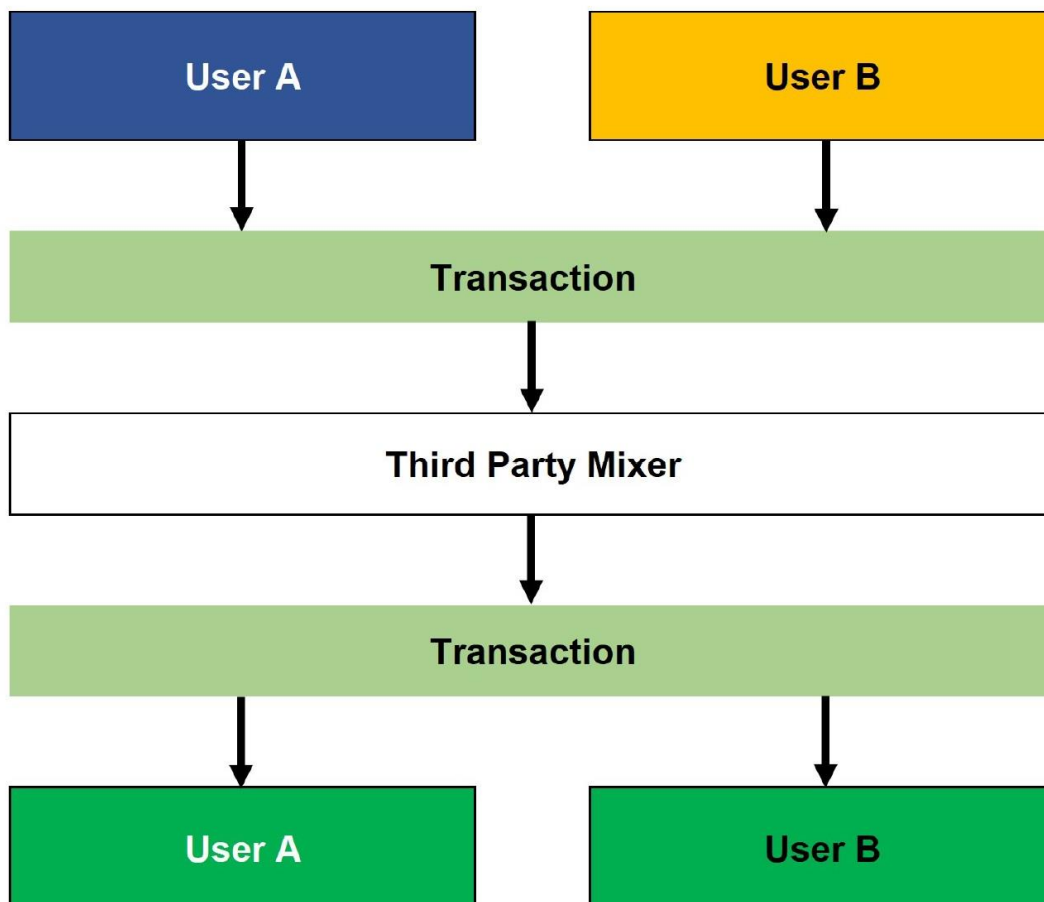 User A
User B
Transaction
Third Party Mixer
Transaction
User A
User B